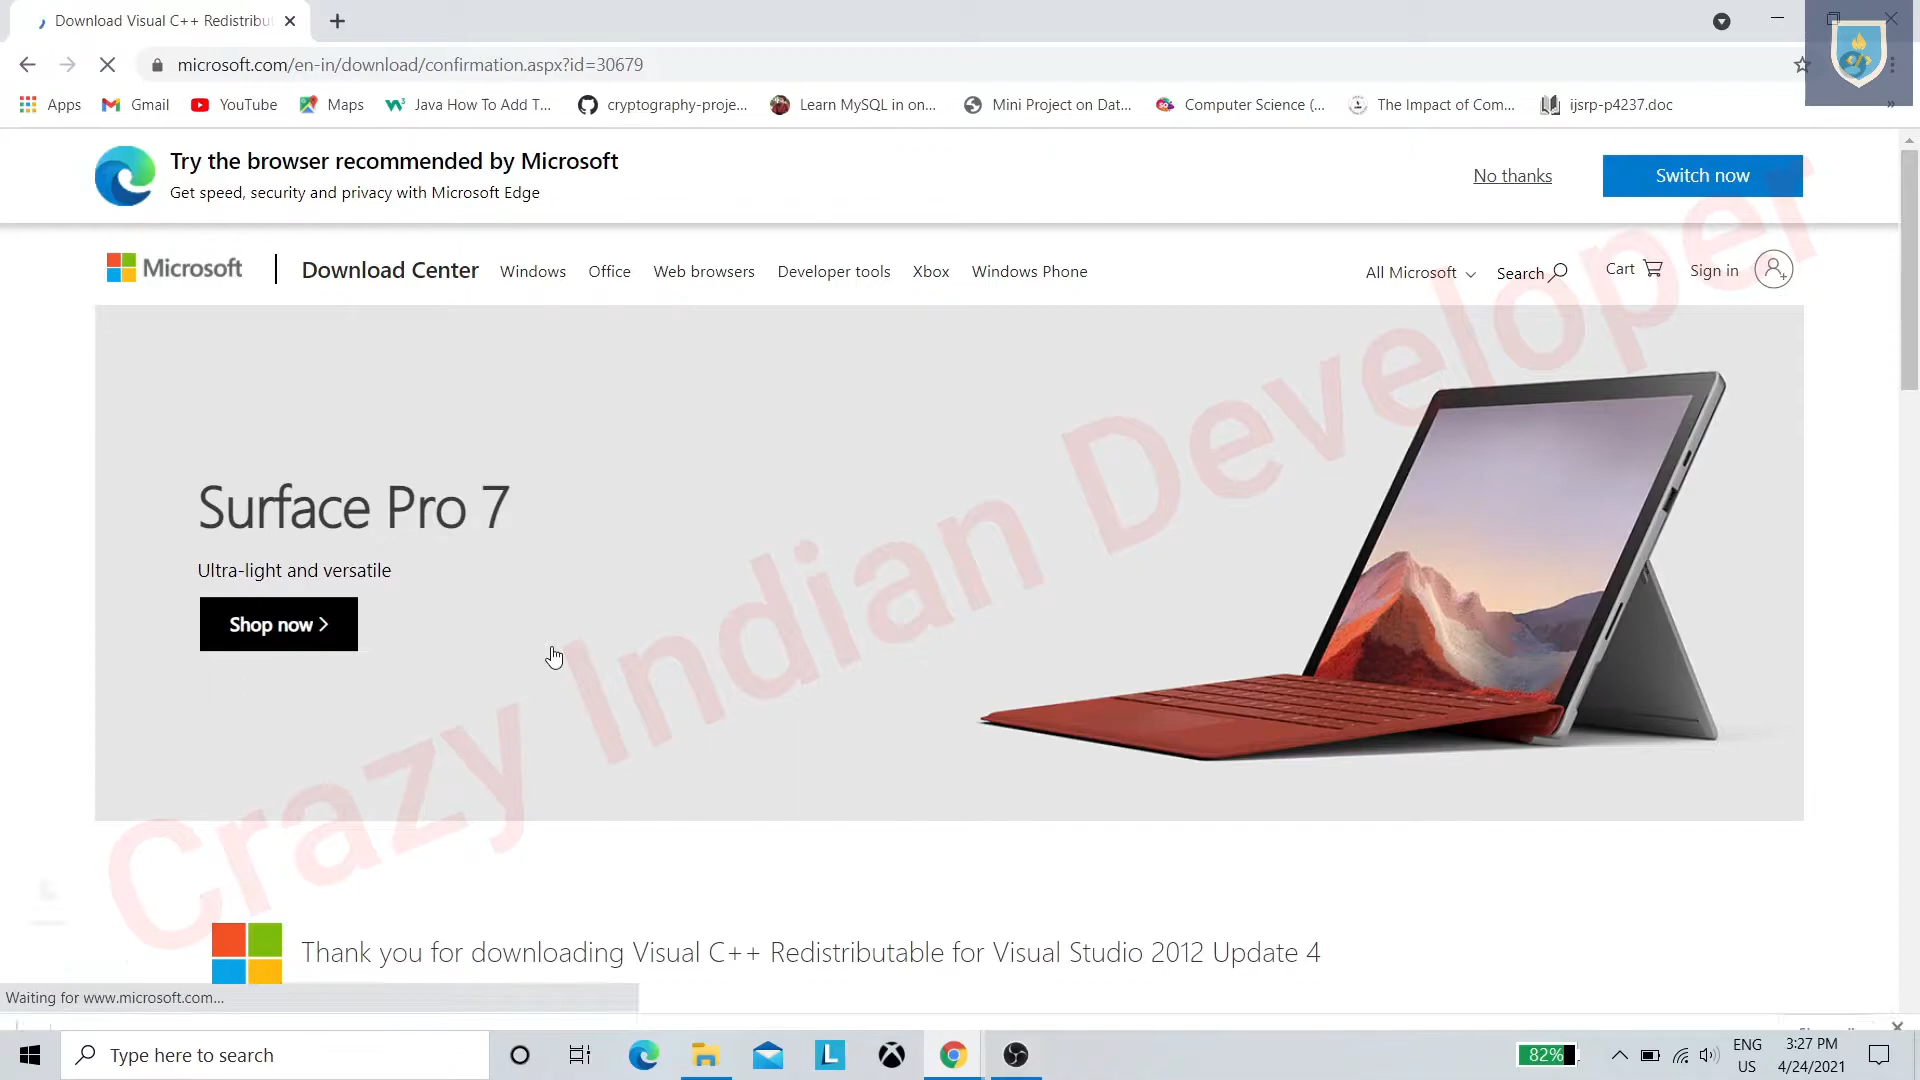 Download Visual C++ Redistribu
microsoft.com/en-in/download/confirmation.aspx?id=30679
Apps Gmail YouTube Maps Java How To Add T... cryptography-proje... Learn MySQL in on... Mini Project on Dat... Computer Science (... The Impact of Com... ijsrp-p4237.doc »
Try the browser recommended by Microsoft
Get speed, security and privacy with Microsoft Edge
No thanks
Switch now
Microsoft Download Center Windows Office Web browsers Developer tools Xbox Windows Phone All Microsoft Search Cart Sign in
Surface Pro 7
Ultra-light and versatile
Shop now
Crazy Indian Developer
Thank you for downloading Visual C++ Redistributable for Visual Studio 2012 Update 4
Waiting for www.microsoft.com...
Type here to search
L
82%
ENG
US
3:27 PM
4/24/2021